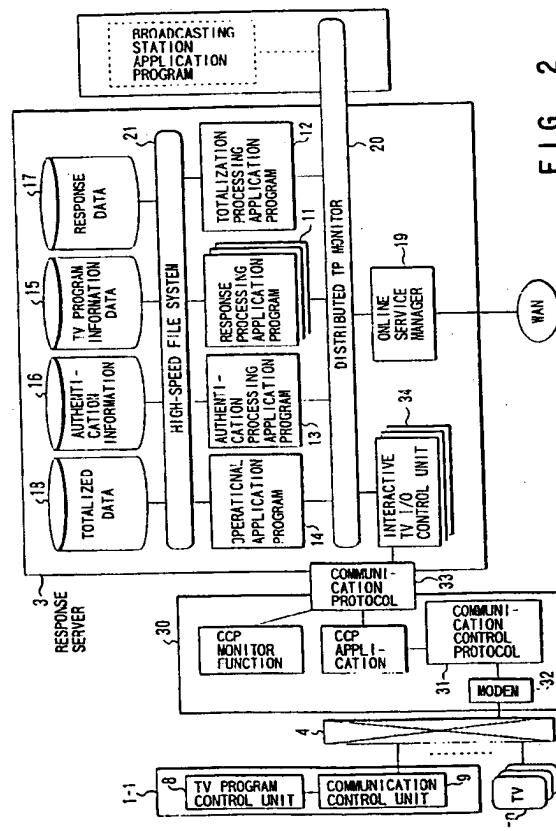 BROADCASTING
STATION
APPLICATION
PROGRAM
17
RESPONSE
DATA
15
TV PROGRAM
INFORMATION
DATA
16
AUTHENTI-
CATION
INFORMATION
18
TOTALIZED
DATA
21
HIGH-SPEED FILE SYSTEM
12
TOTALIZATION
PROCESSING
APPLICATION
PROGRAM
11
RESPONSE
PROCESSING
APPLICATION
PROGRAM
13
AUTHENTI-
CATION
PROCESSING
APPLICATION
PROGRAM
14
OPERATIONAL
APPLICATION
PROGRAM
20
DISTRIBUTED TP MONITOR
19
ONLINE
SERVICE
MANAGER
WAN
34
INTERACTIVE
TV I/O
CONTROL UNIT
3
RESPONSE
SERVER
33
COMMUNI-
CATION
PROTOCOL
30
CCP
MONITOR
FUNCTION
CCP
APPLI-
CATION
31
COMMUNI-
CATION
CONTROL
PROTOCOL
32
MODEM
4
1-1
8
TV PROGRAM
CONTROL UNIT
9
COMMUNICATION
CONTROL UNIT
TV
FIG. 2